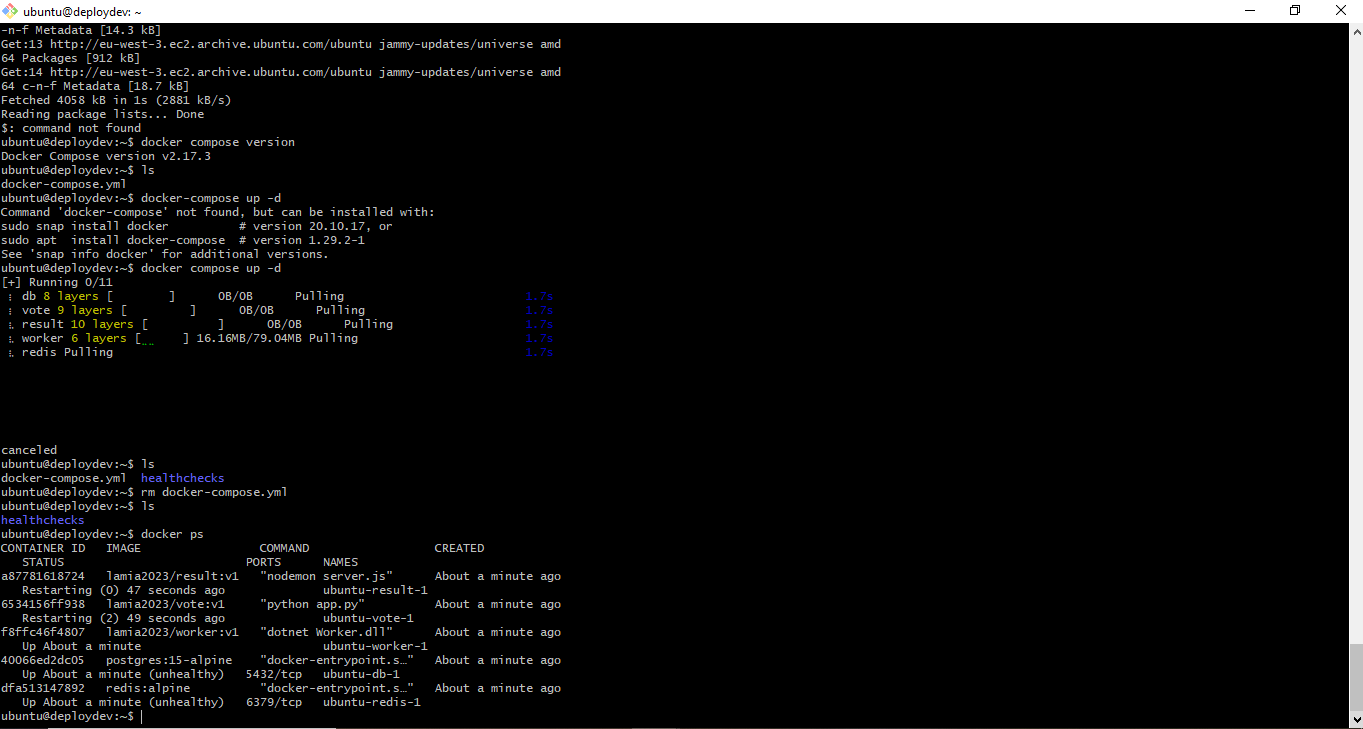 ubuntu@deploydev: ~
-n-f Metadata [14.3 kB]
Get:13 http://eu-west-3.ec2.archive.ubuntu.com/ubuntu jammy-updates/universe amd
64 Packages [912 kB]
Get:14 http://eu-west-3.ec2.archive.ubuntu.com/ubuntu jammy-updates/universe amd
64 c-n-f Metadata [18.7 kB]
Fetched 4058 kB in 1s (2881 kB/s)
Reading package lists... Done
$: command not found
ubuntu@deploydev:~$ docker compose version
Docker Compose version v2.17.3
ubuntu@deploydev:~$ ls
docker-compose.yml
ubuntu@deploydev:~$ docker-compose up -d
Command 'docker-compose' not found, but can be installed with:
sudo snap install docker          # version 20.10.17, or
sudo apt  install docker-compose  # version 1.29.2-1
See 'snap info docker' for additional versions.
ubuntu@deploydev:~$ docker compose up -d
[+] Running 0/11
⠸ db 8 layers [        ]      0B/0B      Pulling                          1.7s
⠸ vote 9 layers [         ]      0B/0B      Pulling                       1.7s
⠧ result 10 layers [          ]      0B/0B      Pulling                   1.7s
⠧ worker 6 layers [⣀⣀    ] 16.16MB/79.04MB Pulling                        1.7s
⠧ redis Pulling                                                           1.7s
canceled
ubuntu@deploydev:~$ ls
docker-compose.yml  healthchecks
ubuntu@deploydev:~$ rm docker-compose.yml
ubuntu@deploydev:~$ ls
healthchecks
ubuntu@deploydev:~$ docker ps
CONTAINER ID   IMAGE                 COMMAND                  CREATED
   STATUS                          PORTS      NAMES
a87781618724   lamia2023/result:v1   "nodemon server.js"      About a minute ago
   Restarting (0) 47 seconds ago              ubuntu-result-1
6534156ff938   lamia2023/vote:v1     "python app.py"          About a minute ago
   Restarting (2) 49 seconds ago              ubuntu-vote-1
f8ffc46f4807   lamia2023/worker:v1   "dotnet Worker.dll"      About a minute ago
   Up About a minute                          ubuntu-worker-1
40066ed2dc05   postgres:15-alpine    "docker-entrypoint.s…"   About a minute ago
   Up About a minute (unhealthy)   5432/tcp   ubuntu-db-1
dfa513147892   redis:alpine          "docker-entrypoint.s…"   About a minute ago
   Up About a minute (unhealthy)   6379/tcp   ubuntu-redis-1
ubuntu@deploydev:~$